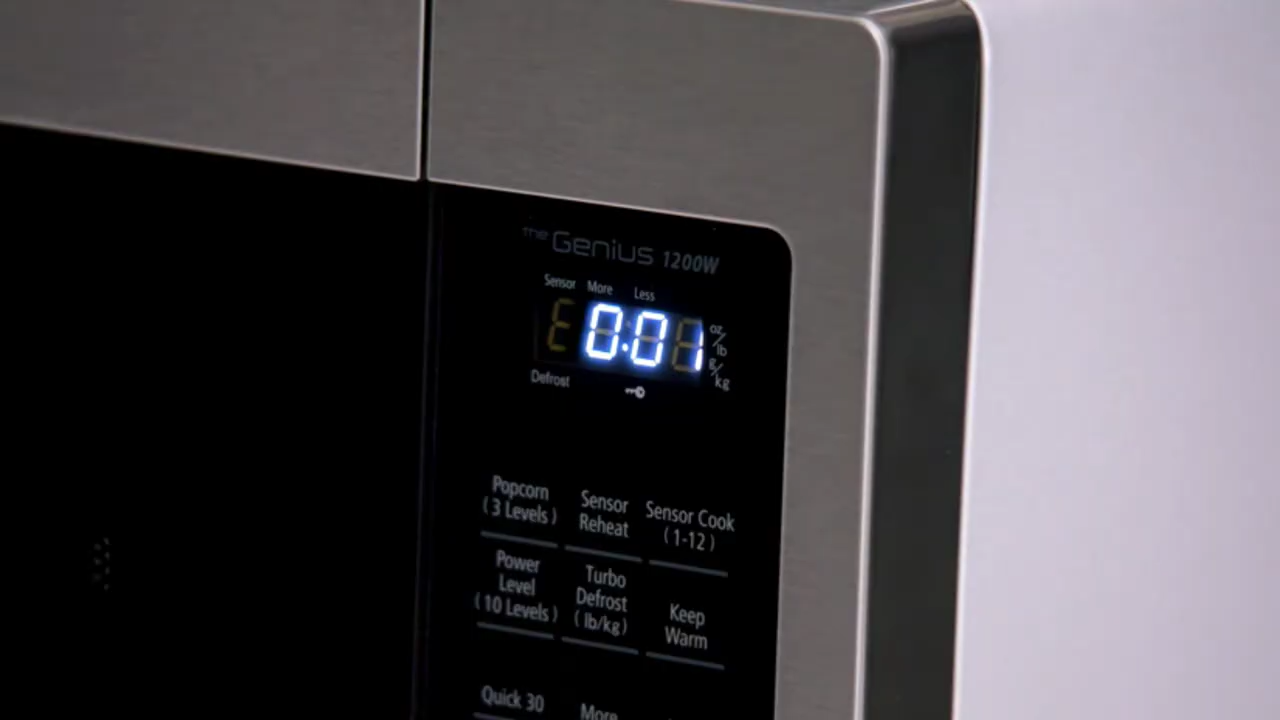 the Genius 1200W
Sensor More Less
0:01
oz/lb
g/kg
Defrost
Popcorn
( 3 Levels )
Sensor
Reheat
Sensor Cook
( 1-12 )
Power
Level
( 10 Levels )
Turbo
Defrost
( lb/kg )
Keep
Warm
Quick 30
More